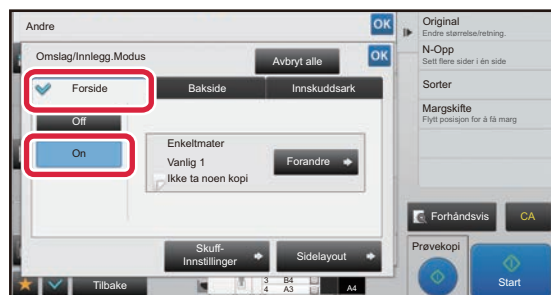 Andre
OK
Omslag/Innlegg.Modus
Avbryt alle
OK
Forside
Bakside
Innskuddsark
Off
On
Enkeltmater
Vanlig 1
Ikke ta noen kopi
Forandre
Skuff-
Innstillinger
Sidelayout
Tilbake
3 B4
4 A3
A4
Original
Endre størrelse/retning.
N-Opp
Sett flere sider i én side
Sorter
Margskifte
Flytt posisjon for å få marg
Forhåndsvis
CA
Prøvekopi
Start